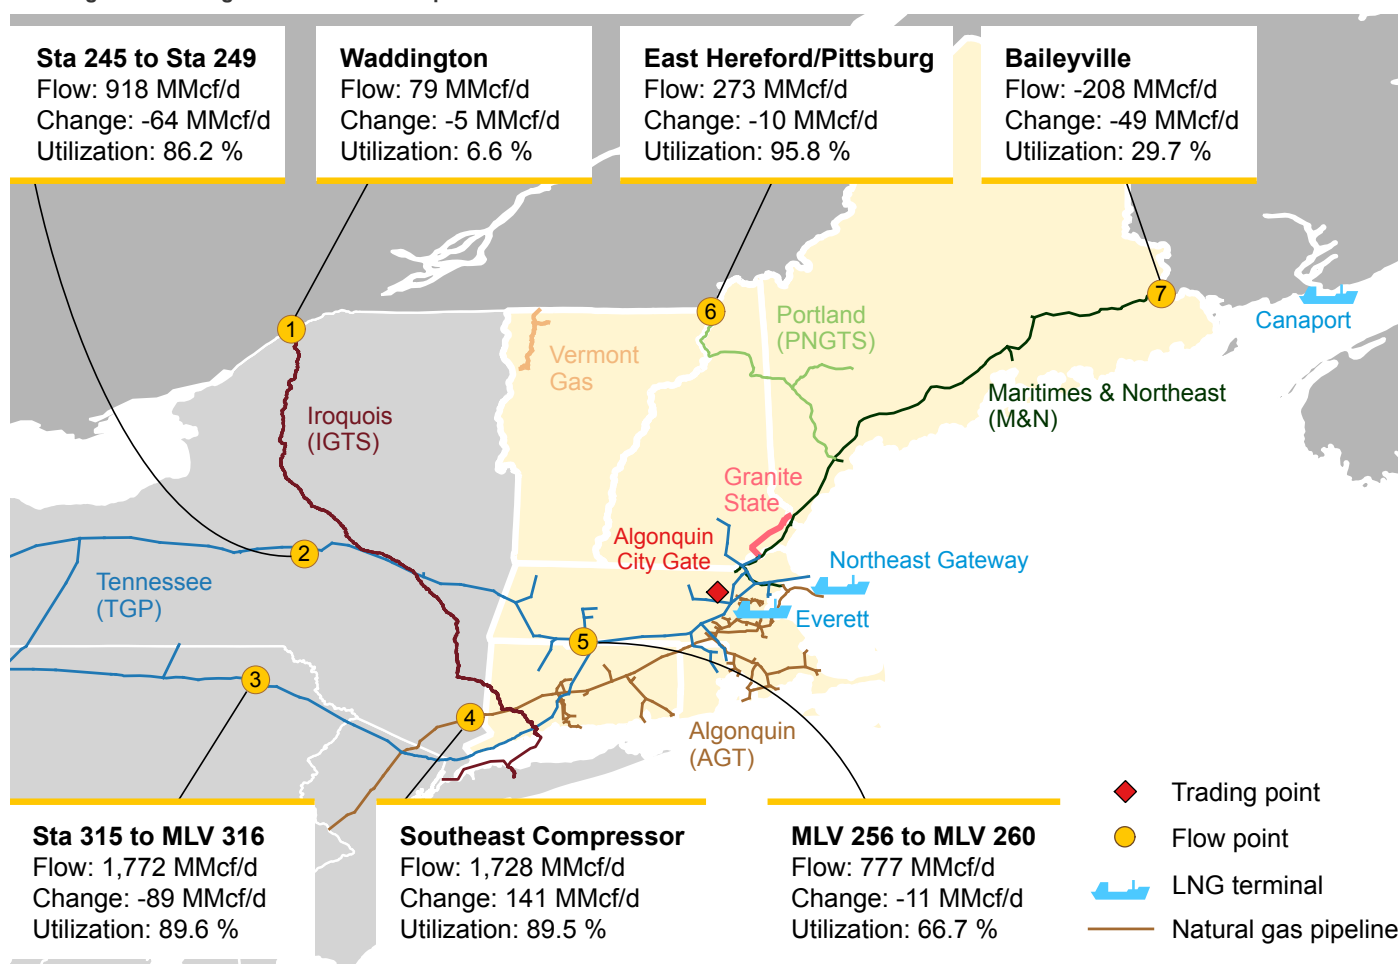 Sta 245 to Sta 249
Flow: 918 MMcf/d
Change: -64 MMcf/d
Utilization: 86.2 %
Waddington
Flow: 79 MMcf/d
Change: -5 MMcf/d
Utilization: 6.6 %
East Hereford/Pittsburg
Flow: 273 MMcf/d
Change: -10 MMcf/d
Utilization: 95.8 %
Baileyville
Flow: -208 MMcf/d
Change: -49 MMcf/d
Utilization: 29.7 %
1
6
7
Canaport
Portland
(PNGTS)
Vermont
Gas
Maritimes & Northeast
(M&N)
Iroquois
(IGTS)
Granite
State
Algonquin
City Gate
2
Northeast Gateway
Tennessee
(TGP)
Everett
5
3
4
Algonquin
(AGT)
Sta 315 to MLV 316
Flow: 1,772 MMcf/d
Change: -89 MMcf/d
Utilization: 89.6 %
Southeast Compressor
Flow: 1,728 MMcf/d
Change: 141 MMcf/d
Utilization: 89.5 %
MLV 256 to MLV 260
Flow: 777 MMcf/d
Change: -11 MMcf/d
Utilization: 66.7 %
Trading point
Flow point
LNG terminal
Natural gas pipeline